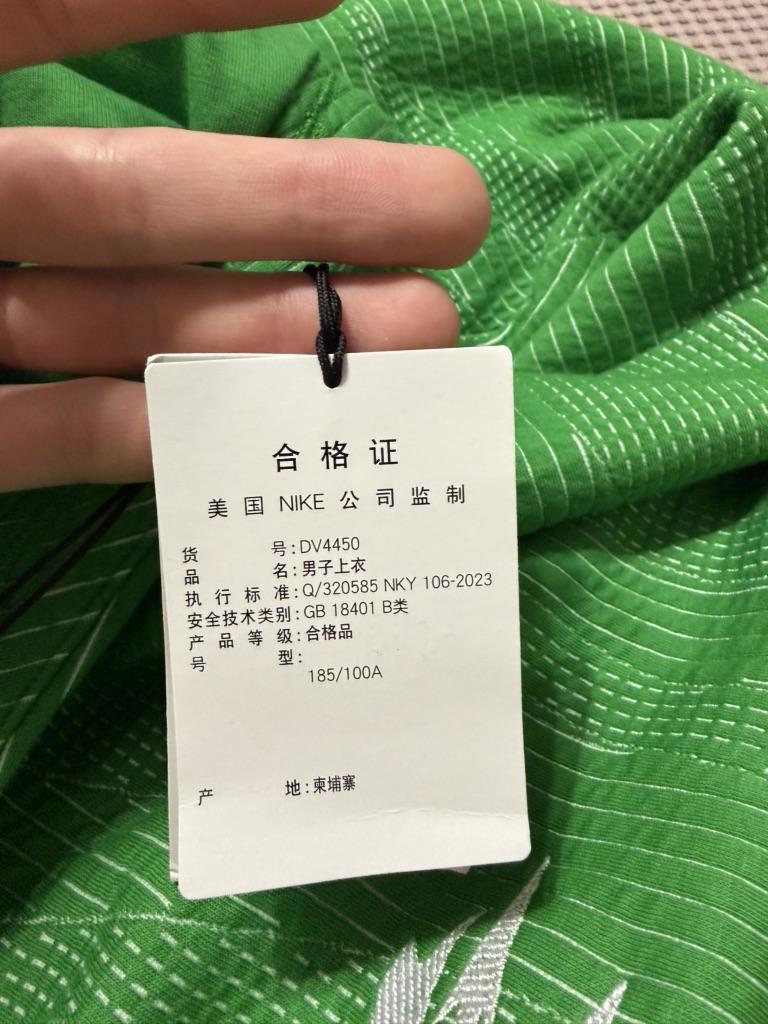 合格证
美国 NIKE 公司监制
货号:DV4450
品名:男子上衣
执行标准:Q/320585 NKY 106-2023
安全技术类别:GB 18401 B类
产品等级:合格品
号型:
185/100A
产地:柬埔寨